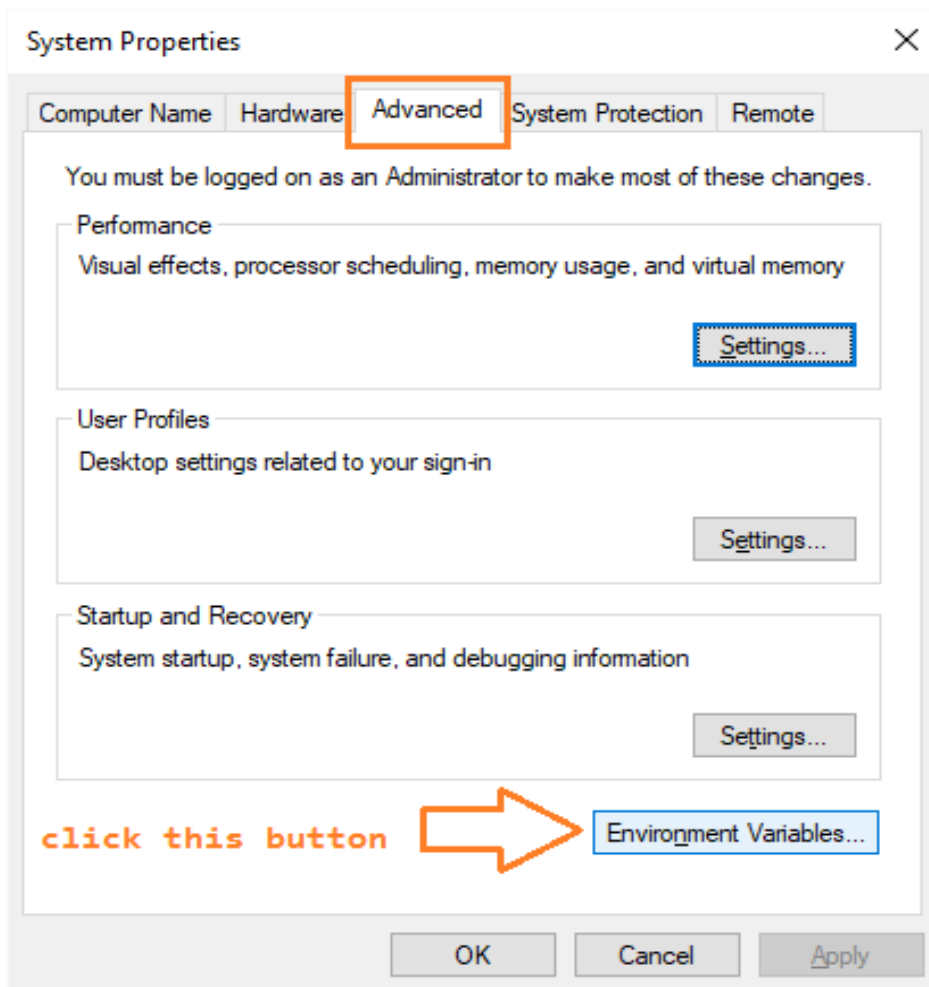 System Properties
Computer Name Hardware Advanced System Protection Remote
You must be logged on as an Administrator to make most of these changes.
Performance
Visual effects, processor scheduling, memory usage, and virtual memory
Settings...
User Profiles
Desktop settings related to your sign-in
Settings...
Startup and Recovery
System startup, system failure, and debugging information
Settings...
click this button Environment Variables...
OK Cancel Apply